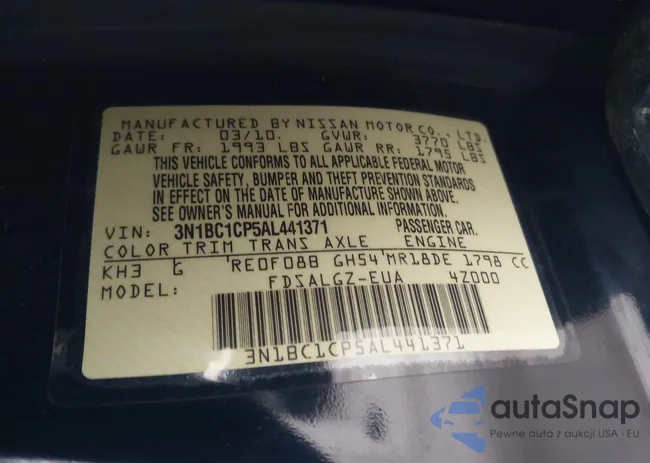 MANUFACTURED BY NISSAN MOTOR CO., LTD.
DATE: 03/10. GVWR: 3770 LBS
GAWR FR: 1993 LBS GAWR RR: 1795 LBS
THIS VEHICLE CONFORMS TO ALL APPLICABLE FEDERAL MOTOR
VEHICLE SAFETY, BUMPER AND THEFT PREVENTION STANDARDS
IN EFFECT ON THE DATE OF MANUFACTURE SHOWN ABOVE.
SEE OWNER'S MANUAL FOR ADDITIONAL INFORMATION.
VIN: 3N1BC1CP5AL441371 PASSENGER CAR.
COLOR TRIM TRANS AXLE ENGINE
KH3 G RE0F08B GH54 MR18DE 1798 CC
MODEL: FDSALGZ-EUA 4Z000
3N1BC1CP5AL441371
autaSnap
Pewne auta z aukcji USA i EU